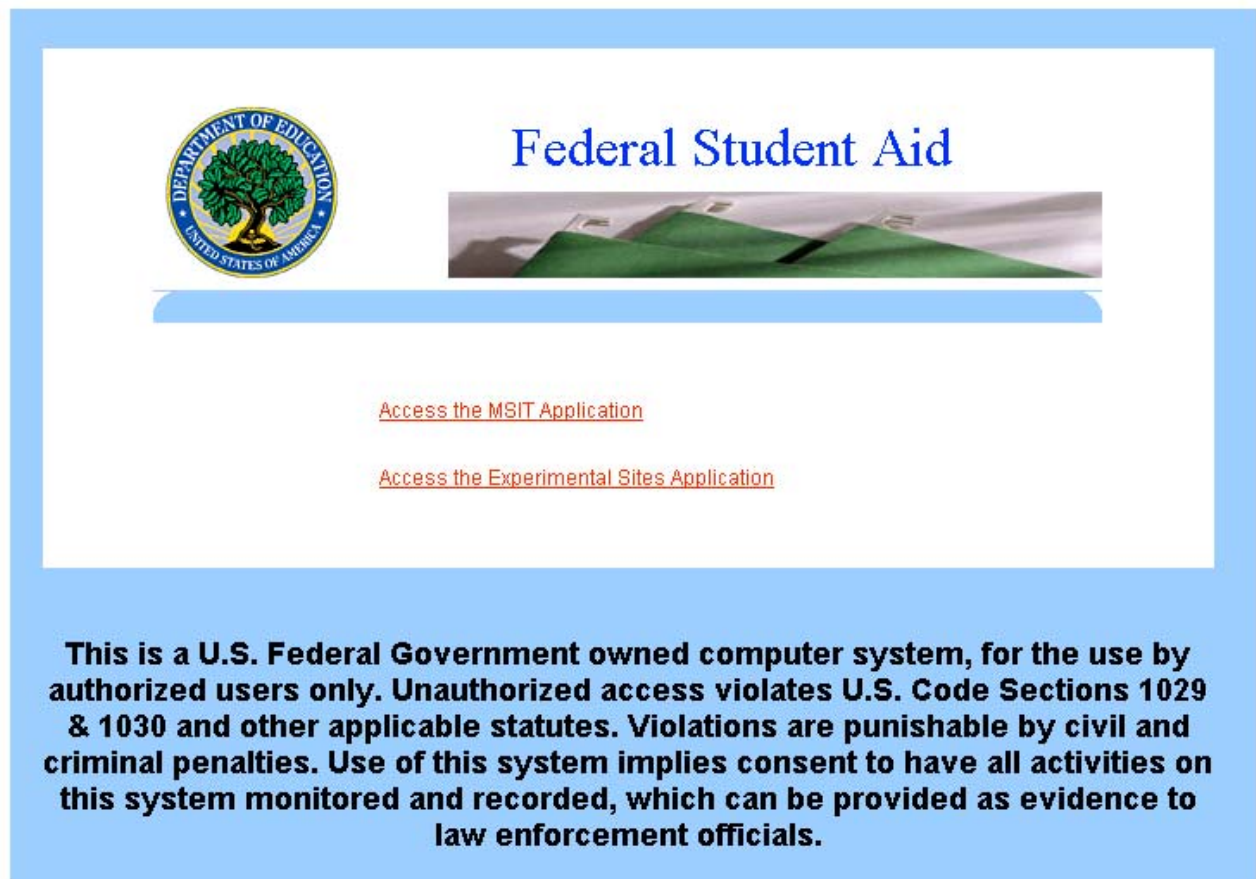 DEPARTMENT OF EDUCATION
UNITED STATES OF AMERICA
Federal Student Aid
Access the MSIT Application
Access the Experimental Sites Application
This is a U.S. Federal Government owned computer system, for the use by
authorized users only. Unauthorized access violates U.S. Code Sections 1029
& 1030 and other applicable statutes. Violations are punishable by civil and
criminal penalties. Use of this system implies consent to have all activities on
this system monitored and recorded, which can be provided as evidence to
law enforcement officials.